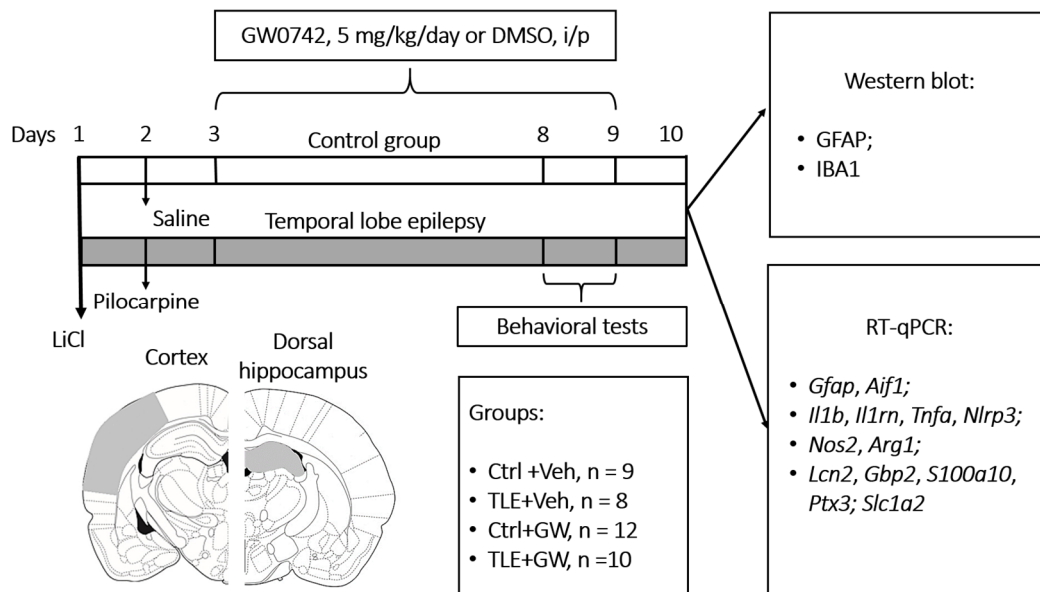 GW0742, 5 mg/kg/day or DMSO, i/p
Days 1 2 3 8 9 10
Control group
Saline
Temporal lobe epilepsy
Pilocarpine
LiCl
Behavioral tests
Cortex
Dorsal
hippocampus
Groups:
• Ctrl +Veh, n = 9
• TLE+Veh, n = 8
• Ctrl+GW, n = 12
• TLE+GW, n =10
Western blot:
• GFAP;
• IBA1
RT-qPCR:
• Gfap, Aif1;
• Il1b, Il1rn, Tnfa, Nlrp3;
• Nos2, Arg1;
• Lcn2, Gbp2, S100a10,
Ptx3; Slc1a2